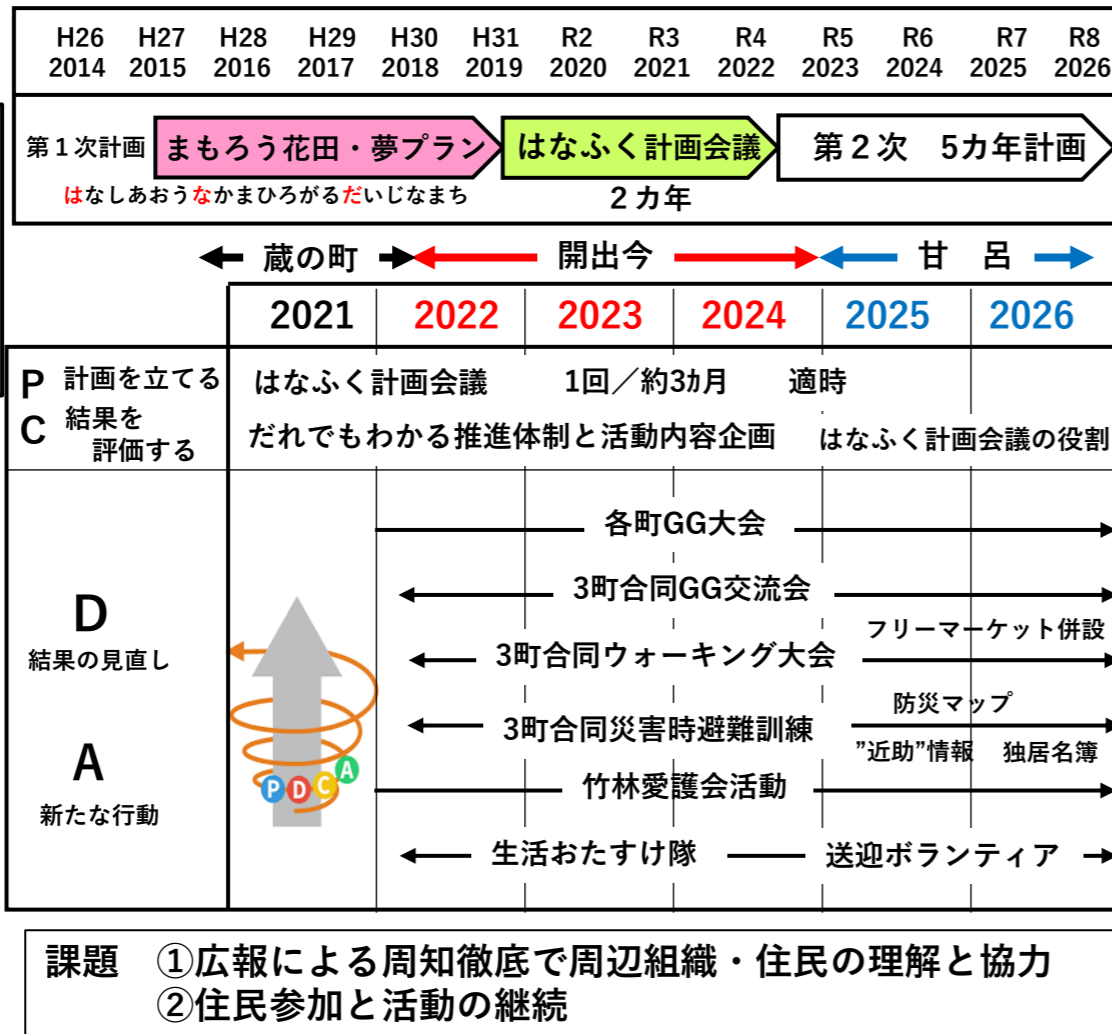 H26 H27 H28 H29 H30 H31 R2 R3 R4 R5 R6 R7 R8
2014 2015 2016 2017 2018 2019 2020 2021 2022 2023 2024 2025 2026
第1次計画 まもろう花田・夢プラン はなふく計画会議 第2次 5カ年計画
はなしあおうなかまひろがるだいじなまち 2カ年
蔵の町 開出今 甘呂
2021 2022 2023 2024 2025 2026
P 計画を立てる はなふく計画会議 1回/約3ヵ月 適時
C 結果を
評価する だれでもわかる推進体制と活動内容企画 はなふく計画会議の役割
各町GG大会
D 3町合同GG交流会
フリーマーケット併設
結果の見直し 3町合同ウォーキング大会
防災マップ
3町合同災害時避難訓練
A ”近助”情報 独居名簿
P D C A 竹林愛護会活動
新たな行動
生活おたすけ隊 送迎ボランティア
課題 ①広報による周知徹底で周辺組織・住民の理解と協力
②住民参加と活動の継続